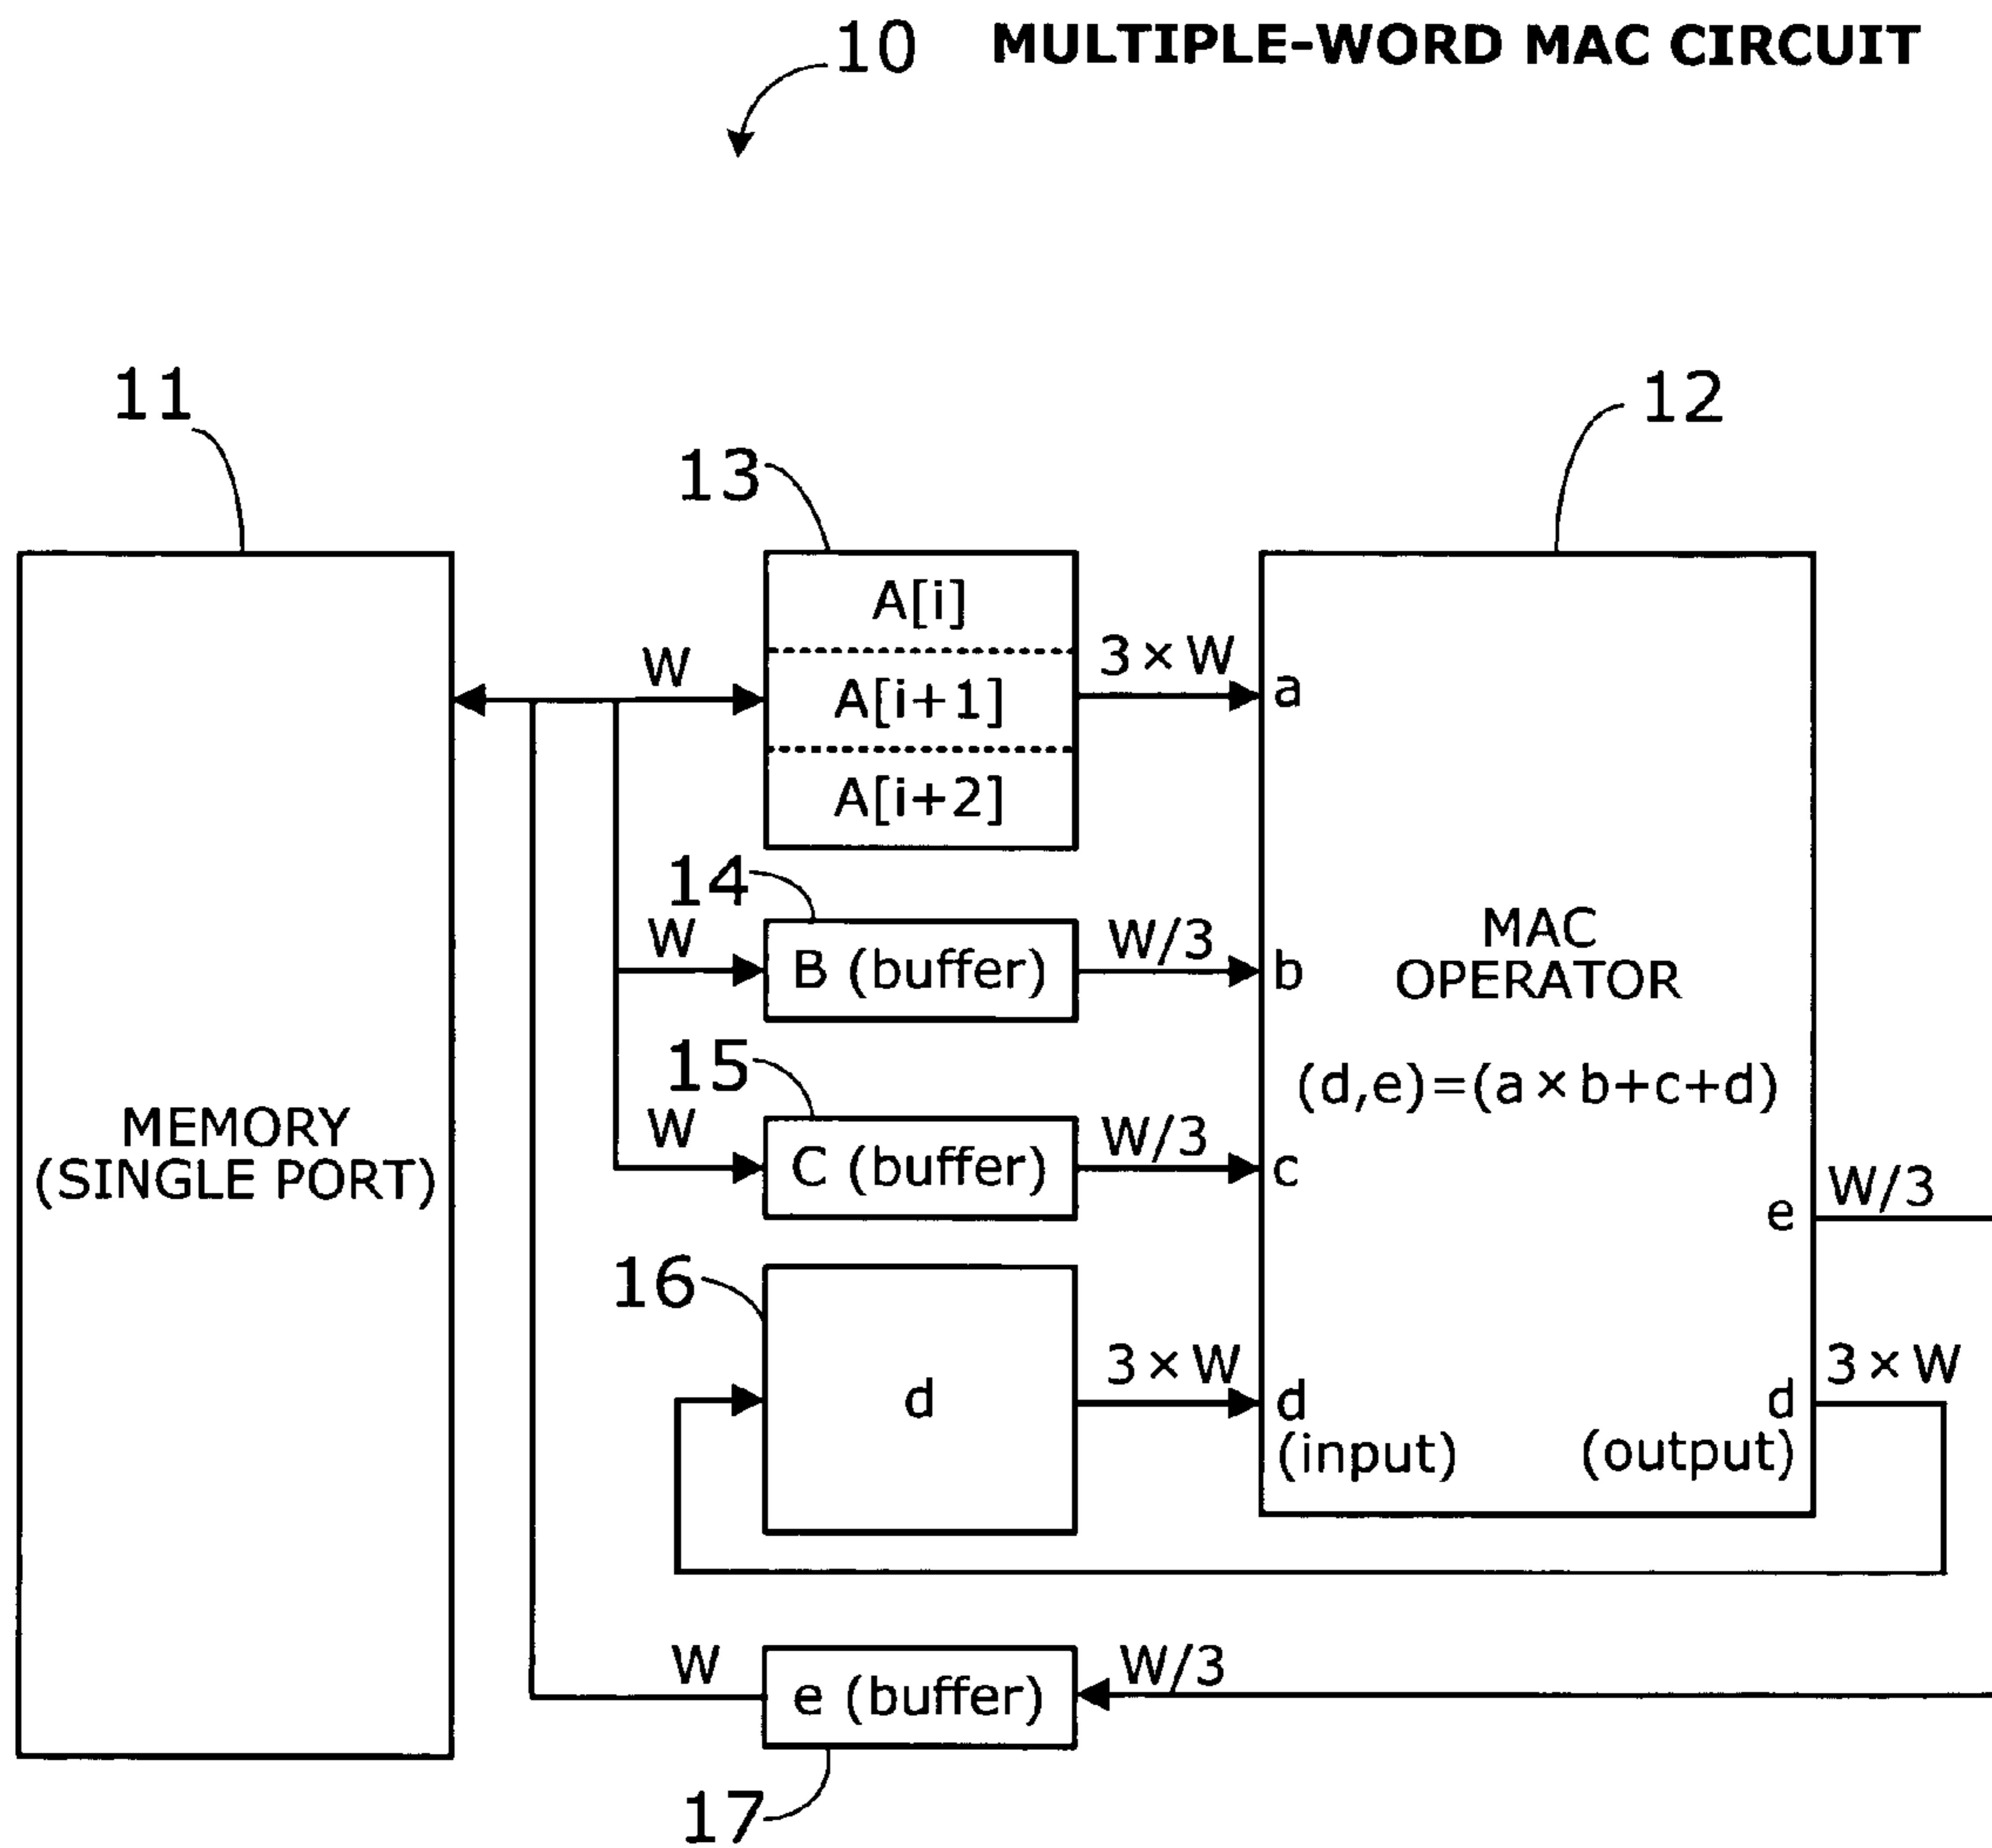 10 MULTIPLE-WORD MAC CIRCUIT
11
12
13
A[i]
A[i+1]
A[i+2]
W
3×W
a
14
W
B (buffer)
W/3
b
MAC
OPERATOR
(d,e)=(a×b+c+d)
15
W
C (buffer)
W/3
c
MEMORY
(SINGLE PORT)
e
W/3
16
d
3×W
d
(input)
d
(output)
3×W
W
e (buffer)
W/3
17